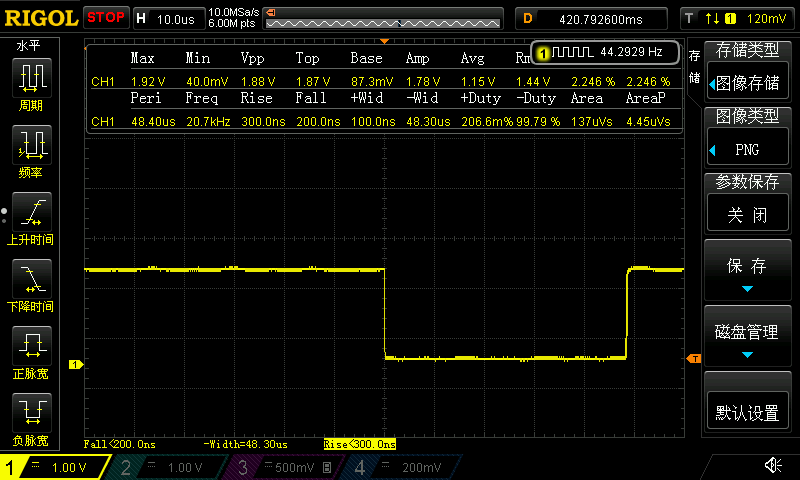 RIGOL STOP H 10.0us 10.0MSa/s 6.00M pts D 420.792600ms T 1 120mV
水平
周期
频率
上升时间
下降时间
正脉宽
负脉宽
1 44.2929 Hz
Max Min Vpp Top Base Amp Avg
CH1 1.92 V 40.0mV 1.88 V 1.87 V 87.3mV 1.78 V 1.15 V 1.44 V 2.246 % 2.246 %
Peri Freq Rise Fall +Wid -Wid +Duty -Duty Area AreaP
CH1 48.40us 20.7kHz 300.0ns 200.0ns 100.0ns 48.30us 206.6m% 99.79 % 137uVs 4.45uVs
1
T
Fall<200.0ns -Width=48.30us Rise<300.0ns
存储
存储类型
图像存储
图像类型
PNG
参数保存
关闭
保存
磁盘管理
默认设置
1 1.00 V 2 1.00 V 3 500mV B 4 200mV